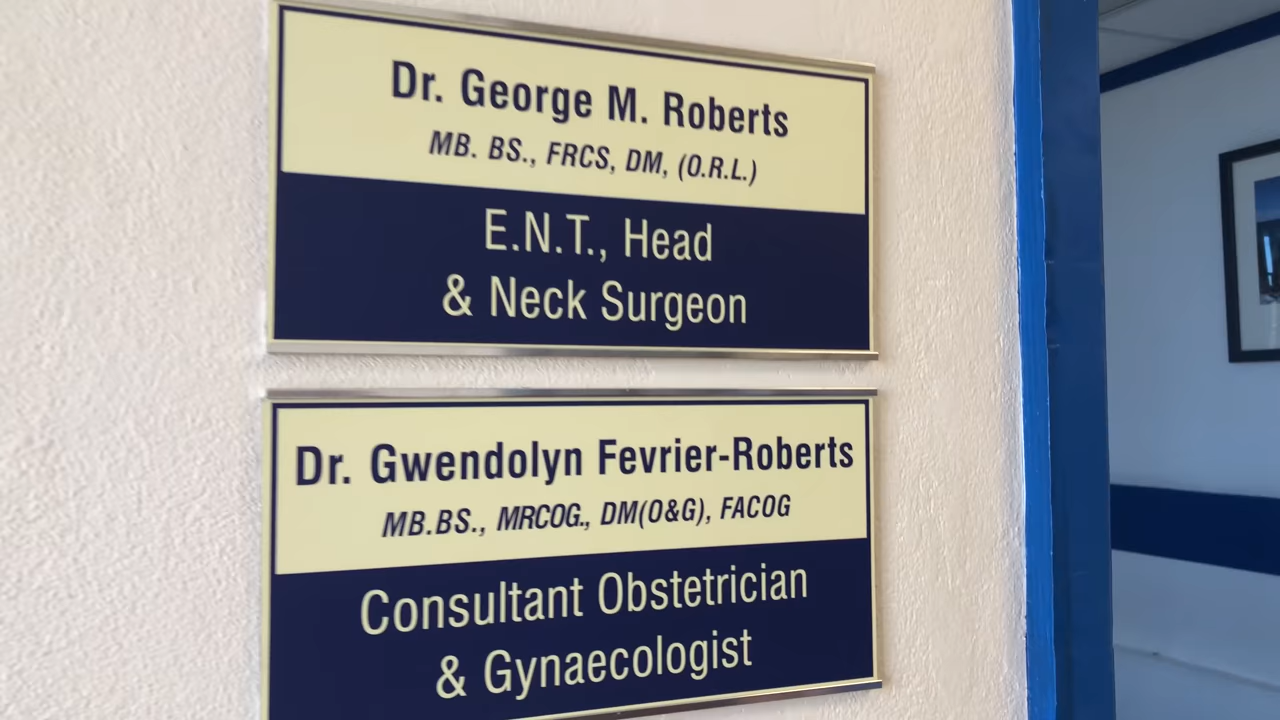 Dr. George M. Roberts
MB. BS., FRCS, DM, (O.R.L.)
E.N.T., Head
& Neck Surgeon
Dr. Gwendolyn Fevrier-Roberts
MB.BS., MRCOG., DM(O&G), FACOG
Consultant Obstetrician
& Gynaecologist